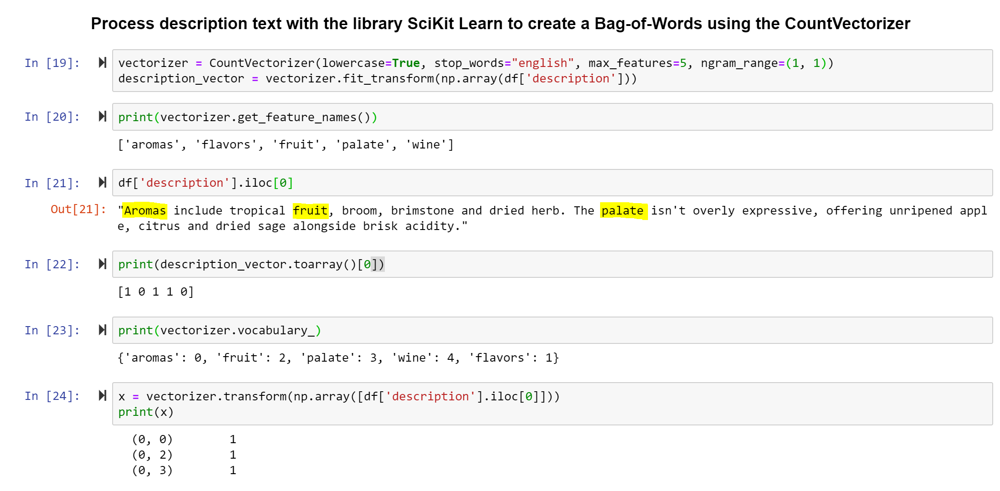 Process description text with the library SciKit Learn to create a Bag-of-Words using the CountVectorizer
In [19]:
vectorizer = CountVectorizer(lowercase=True, stop_words="english", max_features=5, ngram_range=(1, 1))
description_vector = vectorizer.fit_transform(np.array(df['description']))
In [20]:
print(vectorizer.get_feature_names())
['aromas', 'flavors', 'fruit', 'palate', 'wine']
In [21]:
df['description'].iloc[0]
Out[21]:
"Aromas include tropical fruit, broom, brimstone and dried herb. The palate isn't overly expressive, offering unripened appl
e, citrus and dried sage alongside brisk acidity."
In [22]:
print(description_vector.toarray()[0])
[1 0 1 1 0]
In [23]:
print(vectorizer.vocabulary_)
{'aromas': 0, 'fruit': 2, 'palate': 3, 'wine': 4, 'flavors': 1}
In [24]:
x = vectorizer.transform(np.array([df['description'].iloc[0]]))
print(x)
(0, 0) 1
(0, 2) 1
(0, 3) 1